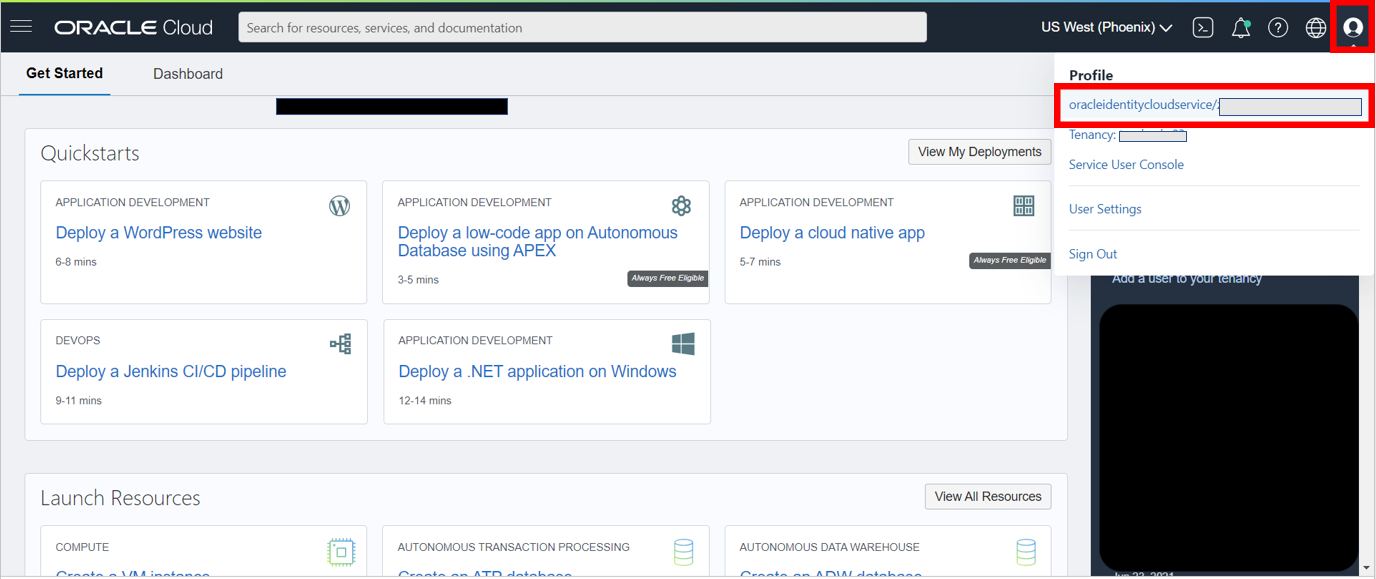 ORACLE Cloud
Search for resources, services, and documentation
US West (Phoenix)
Get Started
Dashboard
Profile
oracleidentitycloudservice/
Tenancy:
Service User Console
User Settings
Sign Out
Quickstarts
View My Deployments
APPLICATION DEVELOPMENT
Deploy a WordPress website
6-8 mins
APPLICATION DEVELOPMENT
Deploy a low-code app on Autonomous
Database using APEX
3-5 mins
Always Free Eligible
APPLICATION DEVELOPMENT
Deploy a cloud native app
5-7 mins
Always Free Eligible
DEVOPS
Deploy a Jenkins CI/CD pipeline
9-11 mins
APPLICATION DEVELOPMENT
Deploy a .NET application on Windows
12-14 mins
Add a user to your tenancy
Launch Resources
View All Resources
COMPUTE
Create a VM instance
AUTONOMOUS TRANSACTION PROCESSING
Create an ATP database
AUTONOMOUS DATA WAREHOUSE
Create an ADW database
Jun 23, 2021